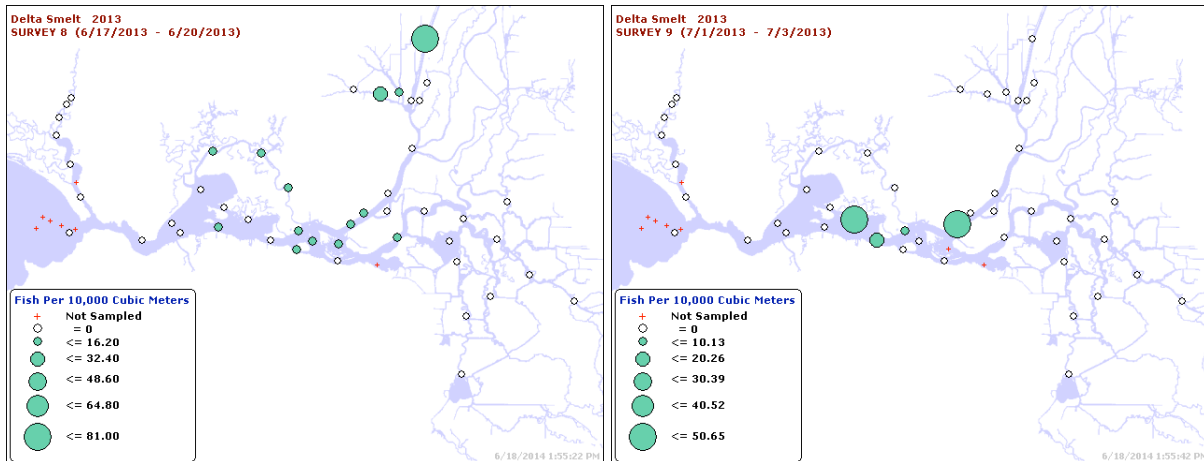 Delta Smelt 2013
SURVEY 8 (6/17/2013 - 6/20/2013)
Fish Per 10,000 Cubic Meters
Not Sampled
= 0
<= 16.20
<= 32.40
<= 48.60
<= 64.80
<= 81.00
6/18/2014 1:55:22 PM
Delta Smelt 2013
SURVEY 9 (7/1/2013 - 7/3/2013)
Fish Per 10,000 Cubic Meters
Not Sampled
= 0
<= 10.13
<= 20.26
<= 30.39
<= 40.52
<= 50.65
6/18/2014 1:55:42 PM